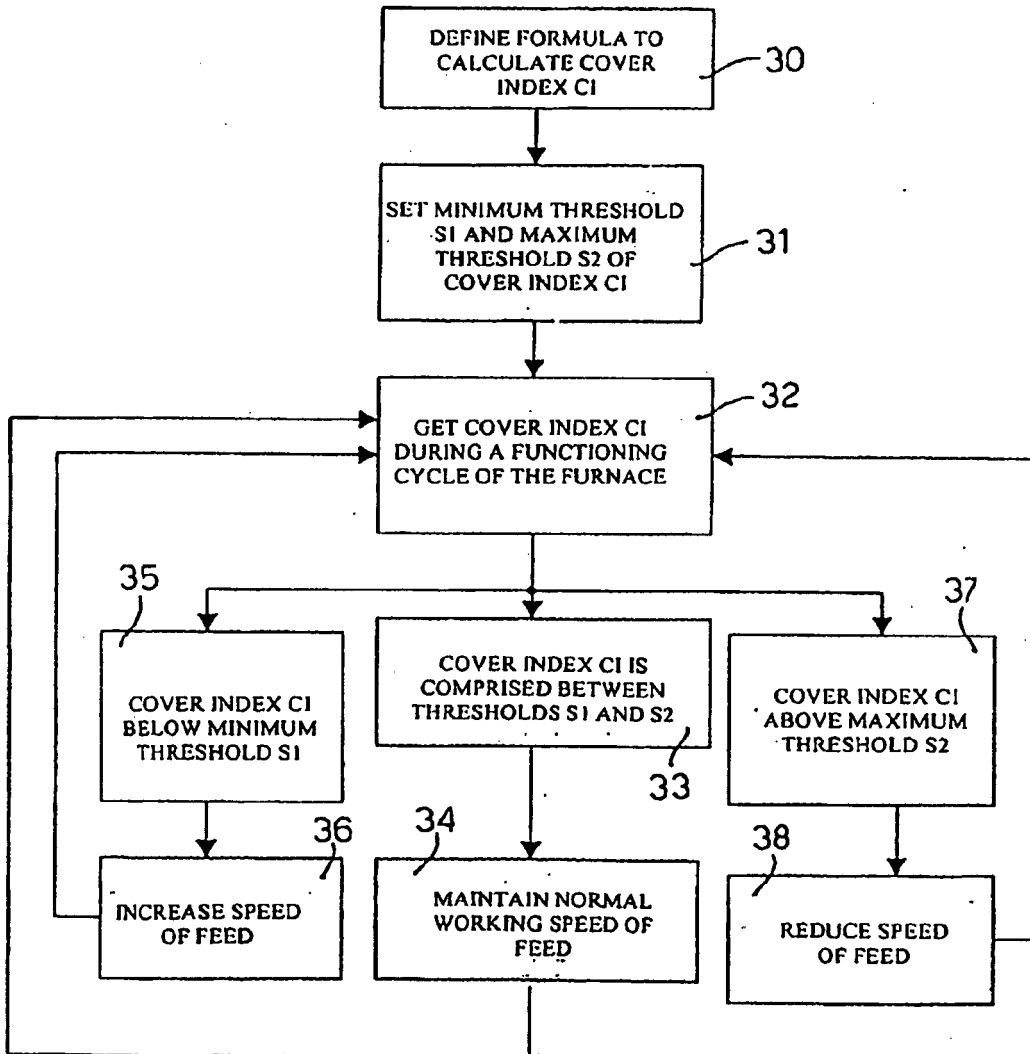 DEFINE FORMULA TO
CALCULATE COVER
INDEX CI
30
SET MINIMUM THRESHOLD
S1 AND MAXIMUM
THRESHOLD S2 OF
COVER INDEX CI
31
32
GET COVER INDEX CI
DURING A FUNCTIONING
CYCLE OF THE FURNACE
35
COVER INDEX CI
BELOW MINIMUM
THRESHOLD S1
COVER INDEX CI IS
COMPRISED BETWEEN
THRESHOLDS S1 AND S2
33
37
COVER INDEX CI
ABOVE MAXIMUM
THRESHOLD S2
36
INCREASE SPEED
OF FEED
34
MAINTAIN NORMAL
WORKING SPEED OF
FEED
38
REDUCE SPEED
OF FEED